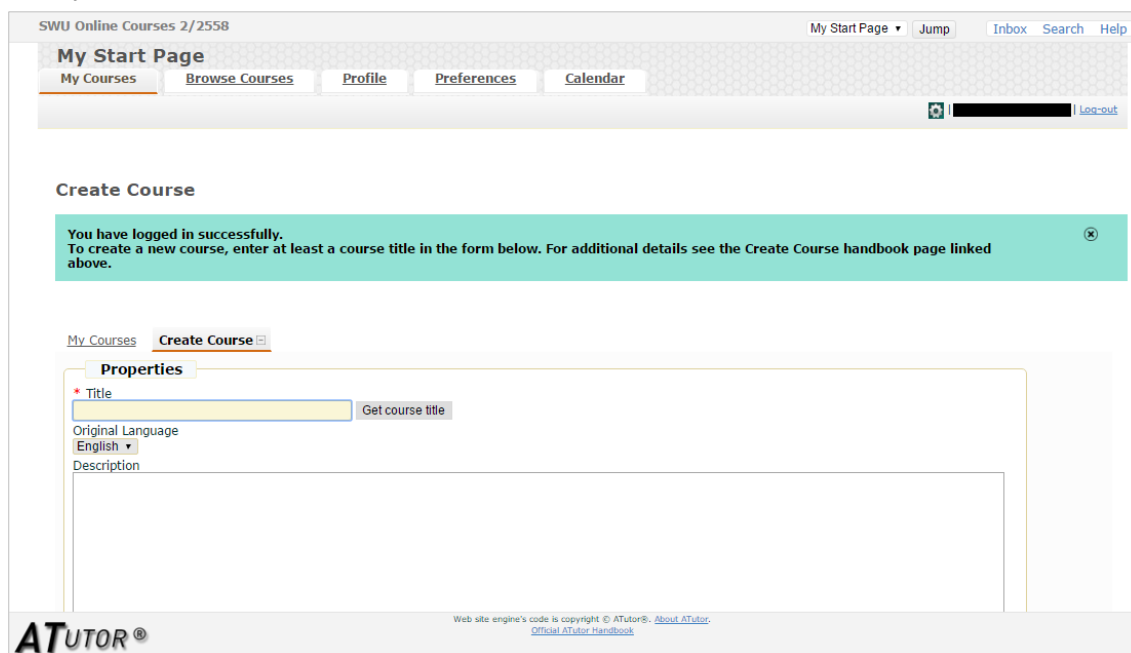 SWU Online Courses 2/2558 My Start Page Jump Inbox Search Help
My Start Page
My Courses Browse Courses Profile Preferences Calendar
| | Log-out
Create Course
You have logged in successfully.
To create a new course, enter at least a course title in the form below. For additional details see the Create Course handbook page linked
above.
My Courses Create Course
Properties
* Title
Get course title
Original Language
English
Description
Web site engine's code is copyright © ATutor®. About ATutor.
Official ATutor Handbook
ATUTOR ®